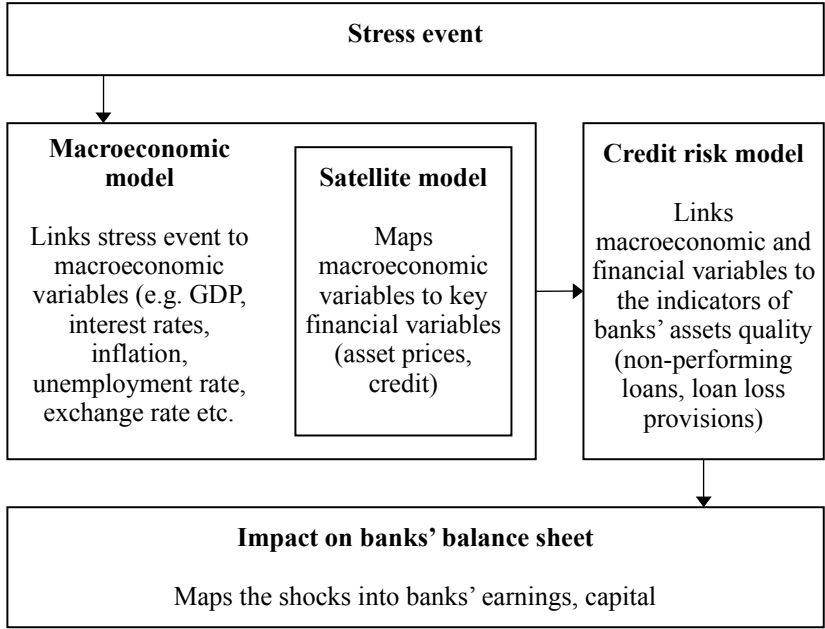 Stress event
Macroeconomic
model
Links stress event to
macroeconomic
variables (e.g. GDP,
interest rates,
inflation,
unemployment rate,
exchange rate etc.
Satellite model
Maps
macroeconomic
variables to key
financial variables
(asset prices,
credit)
Credit risk model
Links
macroeconomic and
financial variables to
the indicators of
banks’ assets quality
(non-performing
loans, loan loss
provisions)
Impact on banks’ balance sheet
Maps the shocks into banks’ earnings, capital